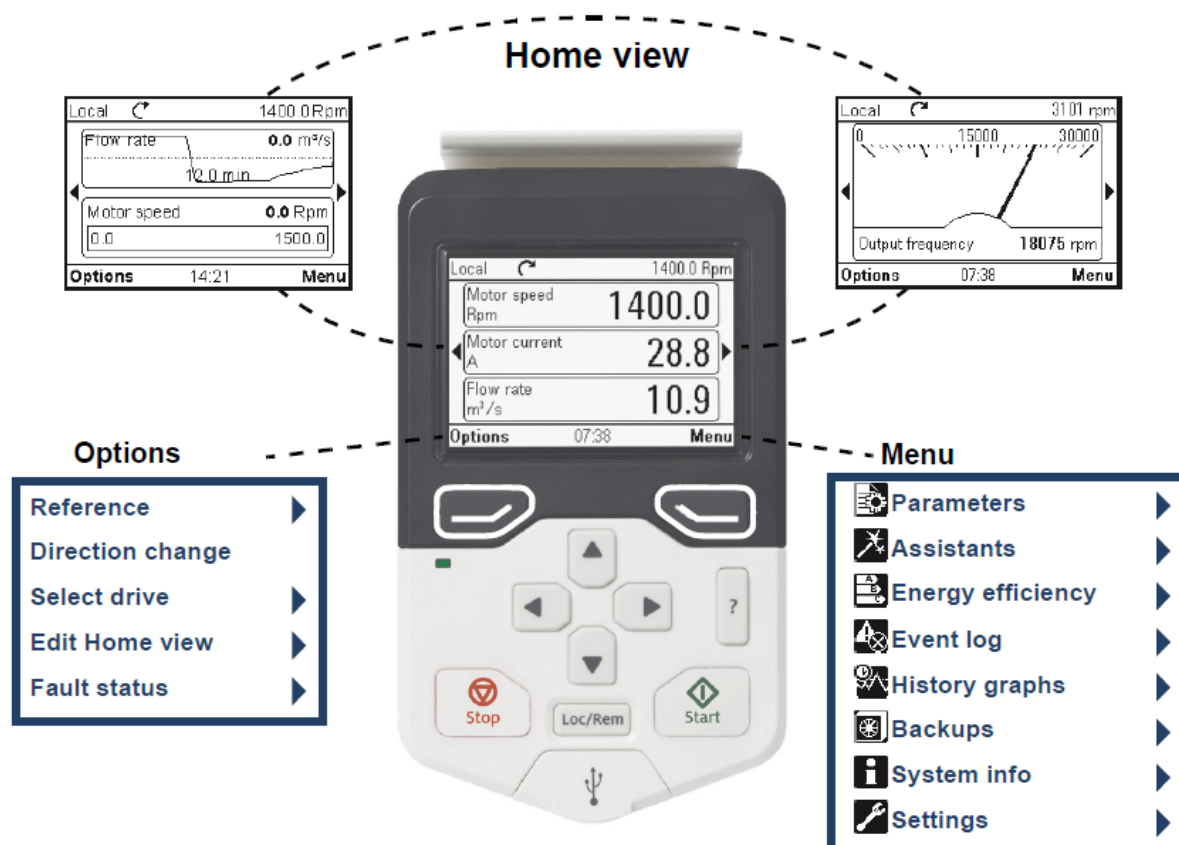 Home view
Local 1400.0 Rpm
Flow rate 0.0 m³/s
12.0 min
Motor speed 0.0 Rpm
0.0 1500.0
Options 14:21 Menu
Local 3101 rpm
0 15000 30000
Output frequency 18075 rpm
Options 07:38 Menu
Local 1400.0 Rpm
Motor speed 1400.0
Rpm
Motor current 28.8
A
Flow rate 10.9
m³/s
Options 07:38 Menu
Options
Reference
Direction change
Select drive
Edit Home view
Fault status
?
Stop
Loc/Rem
Start
Menu
Parameters
Assistants
Energy efficiency
Event log
History graphs
Backups
System info
Settings